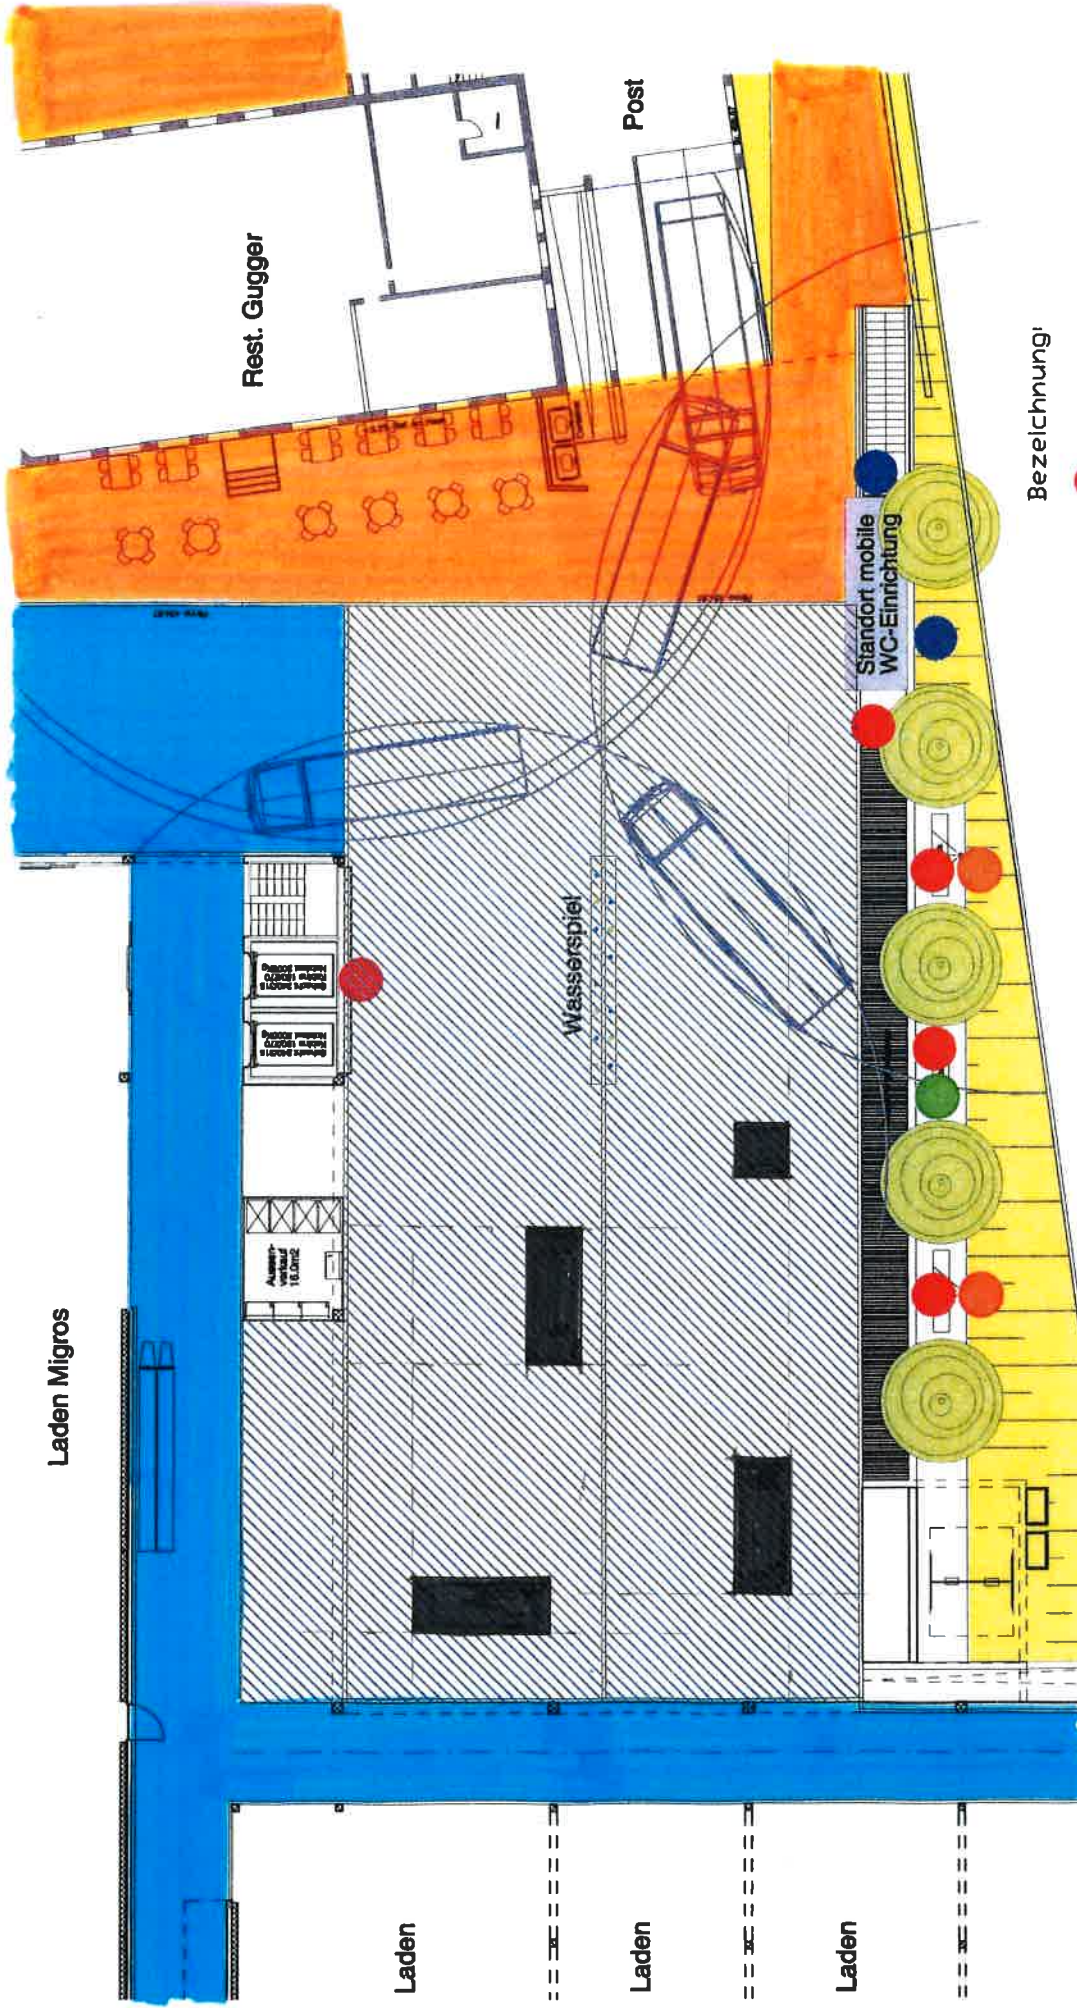 Laden Migros
Rest. Gugger
Post
Aussen-
verkauf
16.0m2
Wasserspiel
Standort mobile
WC-Einrichtung
Laden
Laden
Laden
Bezeichnung: